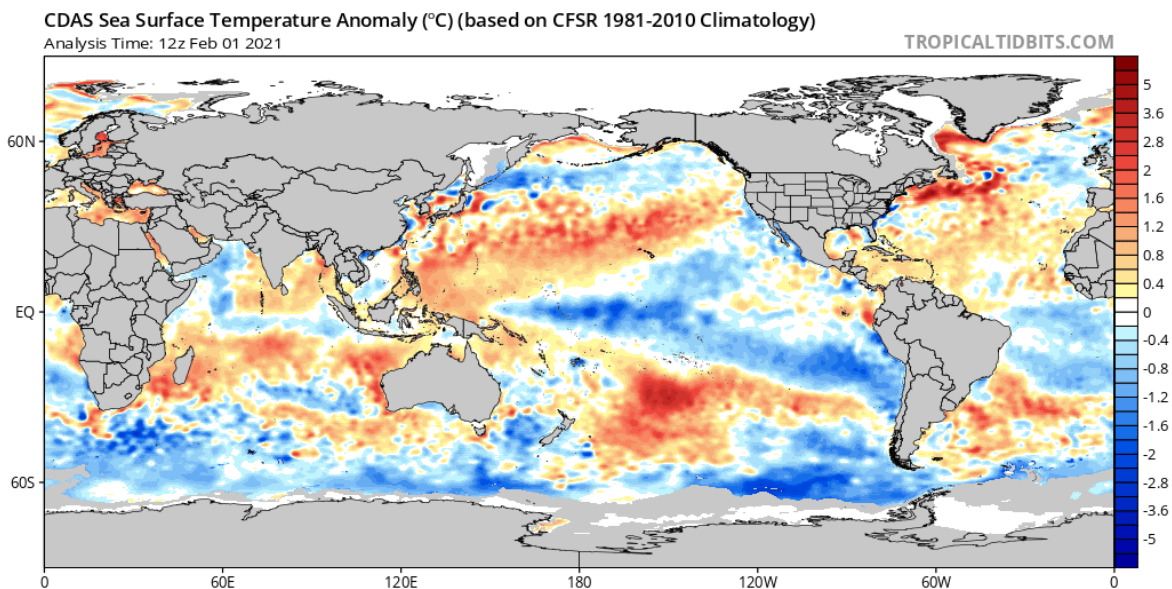 CDAS Sea Surface Temperature Anomaly (°C) (based on CFSR 1981-2010 Climatology)
Analysis Time: 12z Feb 01 2021
TROPICALTIDBITS.COM
60N
EQ
60S
0
60E
120E
180
120W
60W
0
5
3.6
2.8
2
1.6
1.2
0.8
0.4
0
-0.4
-0.8
-1.2
-1.6
-2
-2.8
-3.6
-5